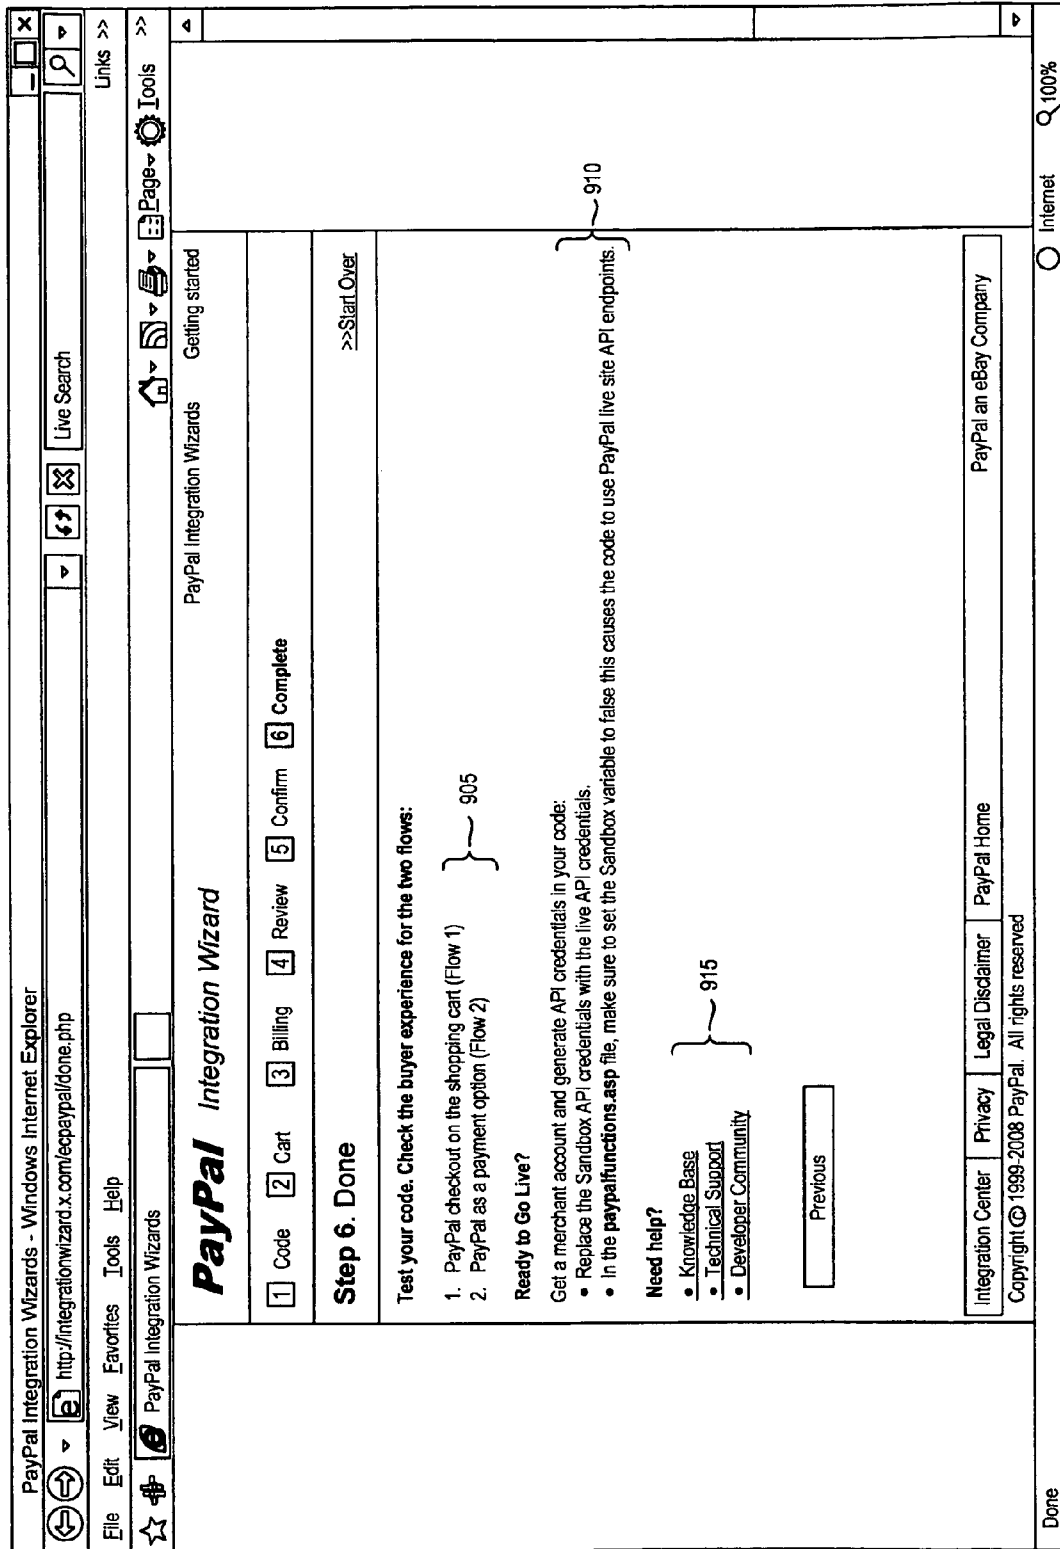 PayPal Integration Wizards - Windows Internet Explorer
http://integrationwizard.x.com/ecpaypal/done.php
Live Search
File Edit View Favorites Tools Help
Links >>
PayPal Integration Wizards
Page Tools >>
PayPal Integration Wizard
PayPal Integration Wizards Getting started
1 Code 2 Cart 3 Billing 4 Review 5 Confirm 6 Complete
Step 6. Done
>>Start Over
Test your code. Check the buyer experience for the two flows:
1. PayPal checkout on the shopping cart (Flow 1)
2. PayPal as a payment option (Flow 2)
905
Ready to Go Live?
Get a merchant account and generate API credentials in your code:
• Replace the Sandbox API credentials with the live API credentials.
• In the paypalfunctions.asp file, make sure to set the Sandbox variable to false this causes the code to use PayPal live site API endpoints.
910
Need help?
• Knowledge Base
• Technical Support
• Developer Community
915
Previous
Integration Center Privacy Legal Disclaimer PayPal Home PayPal an eBay Company
Copyright © 1999-2008 PayPal. All rights reserved
Done Internet 100%